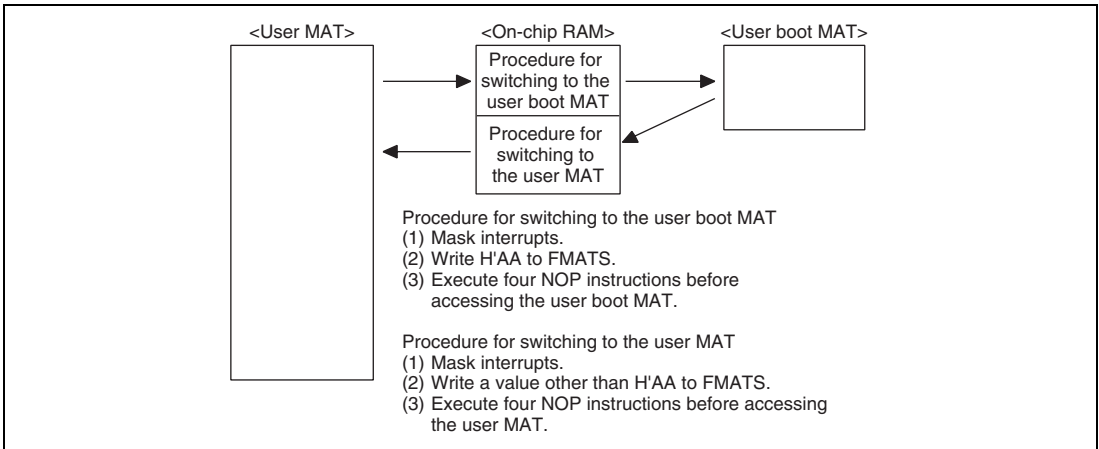 <User MAT>
<On-chip RAM>
<User boot MAT>
Procedure for
switching to the
user boot MAT
Procedure for
switching to
the user MAT
Procedure for switching to the user boot MAT
(1) Mask interrupts.
(2) Write H'AA to FMATS.
(3) Execute four NOP instructions before
accessing the user boot MAT.
Procedure for switching to the user MAT
(1) Mask interrupts.
(2) Write a value other than H'AA to FMATS.
(3) Execute four NOP instructions before accessing
the user MAT.